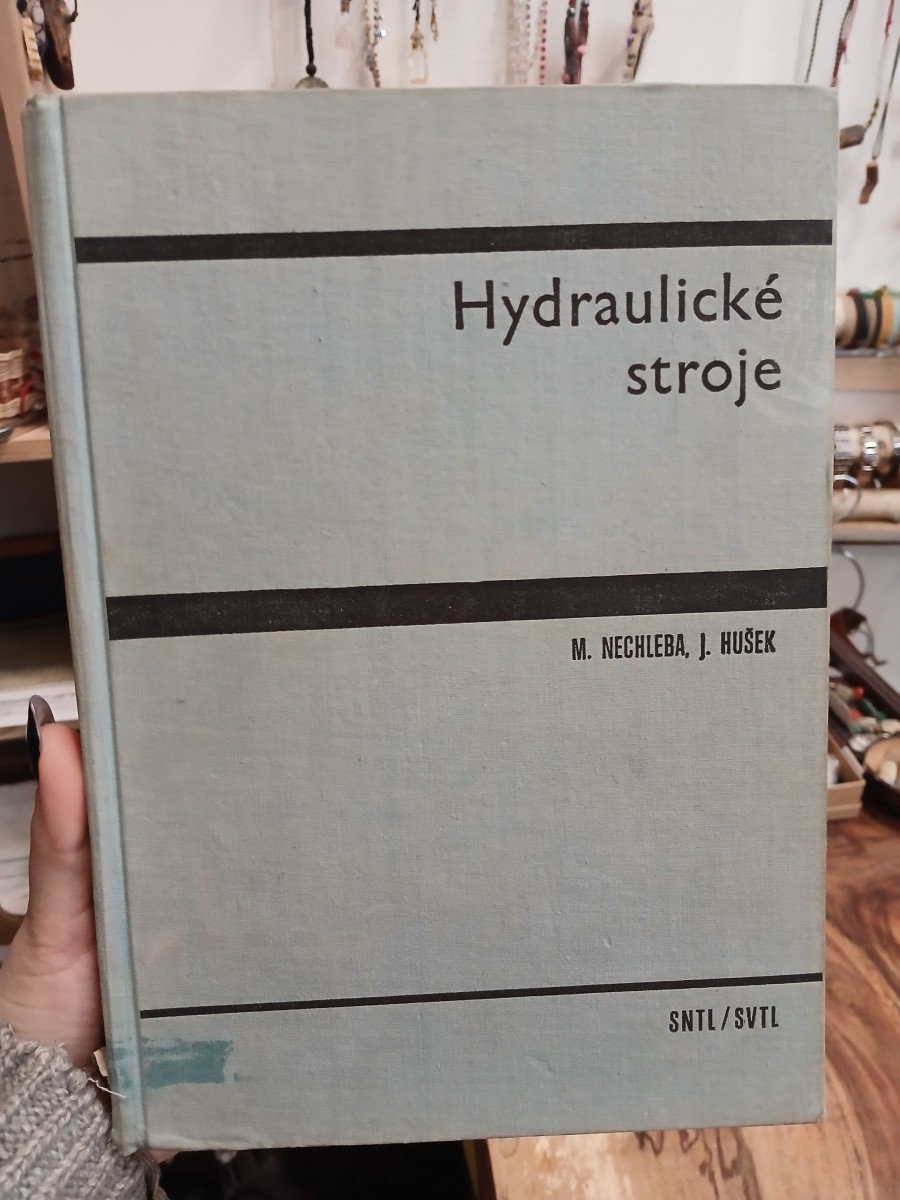 Hydraulické
stroje
M. NECHLEBA, J. HUŠEK
SNTL/SVTL